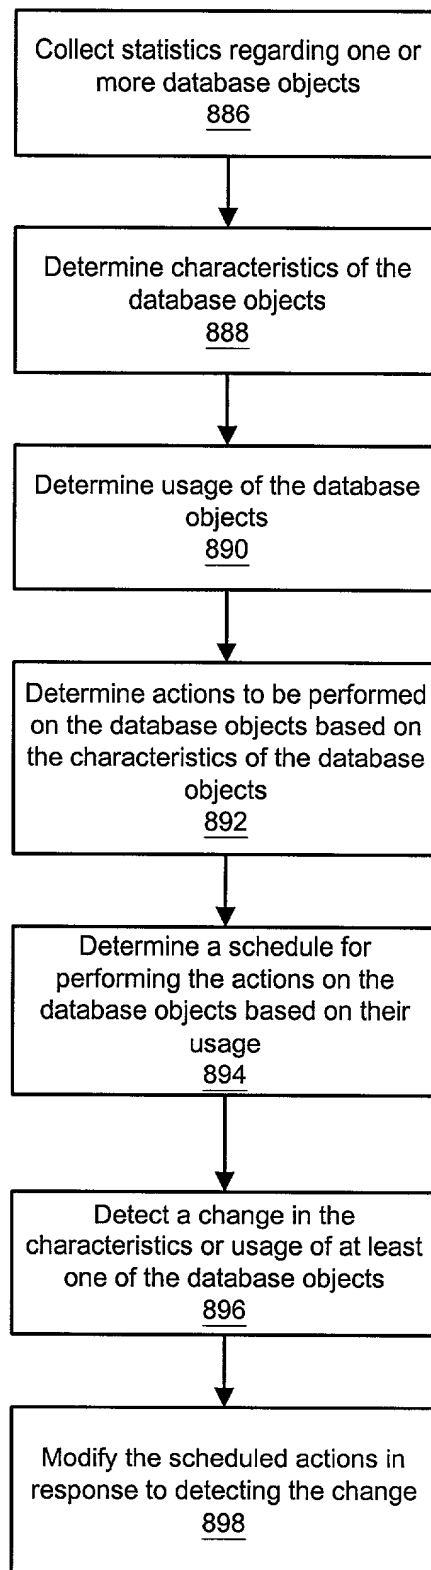 Collect statistics regarding one or
more database objects
886
Determine characteristics of the
database objects
888
Determine usage of the database
objects
890
Determine actions to be performed
on the database objects based on
the characteristics of the database
objects
892
Determine a schedule for
performing the actions on the
database objects based on their
usage
894
Detect a change in the
characteristics or usage of at least
one of the database objects
896
Modify the scheduled actions in
response to detecting the change
898